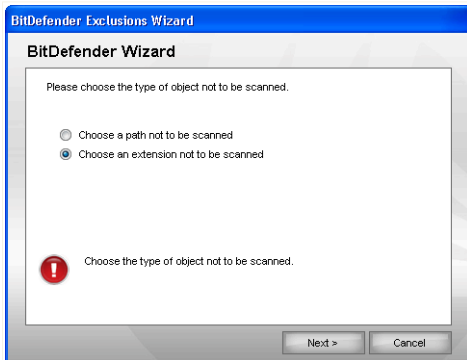 BitDefender Exclusions Wizard
BitDefender Wizard
Please choose the type of object not to be scanned.
Choose a path not to be scanned
Choose an extension not to be scanned
Choose the type of object not to be scanned.
Next >
Cancel